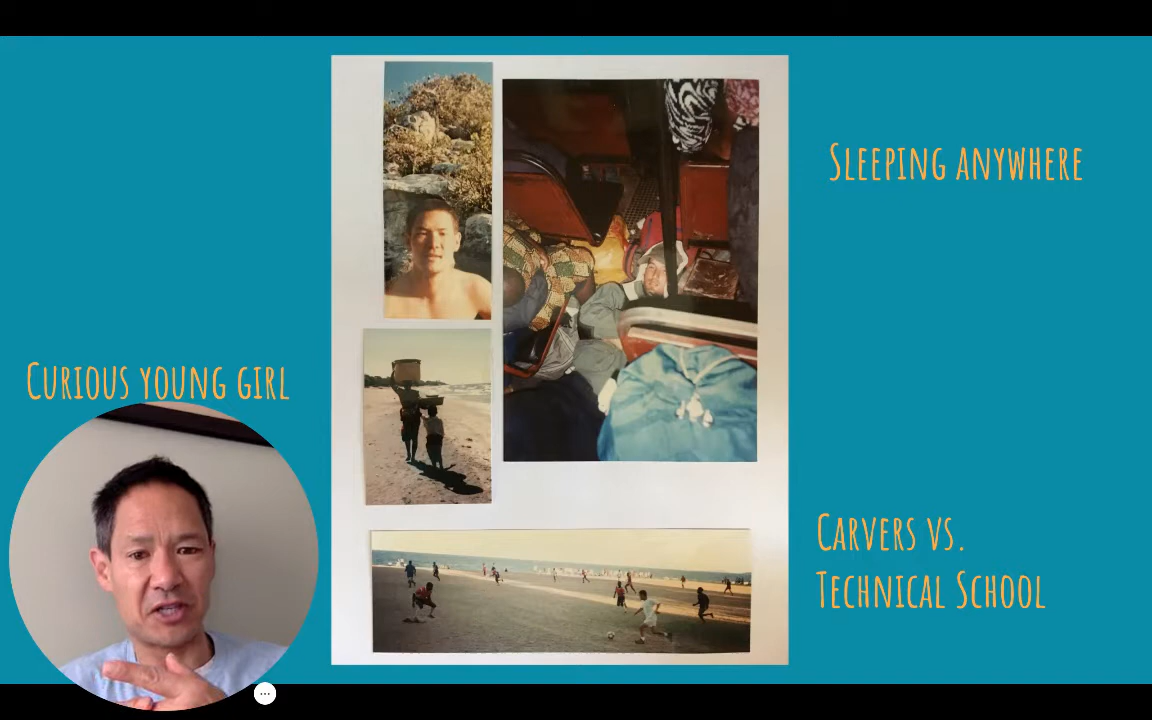 Sleeping anywhere
Curious young girl
Carvers vs.
Technical School